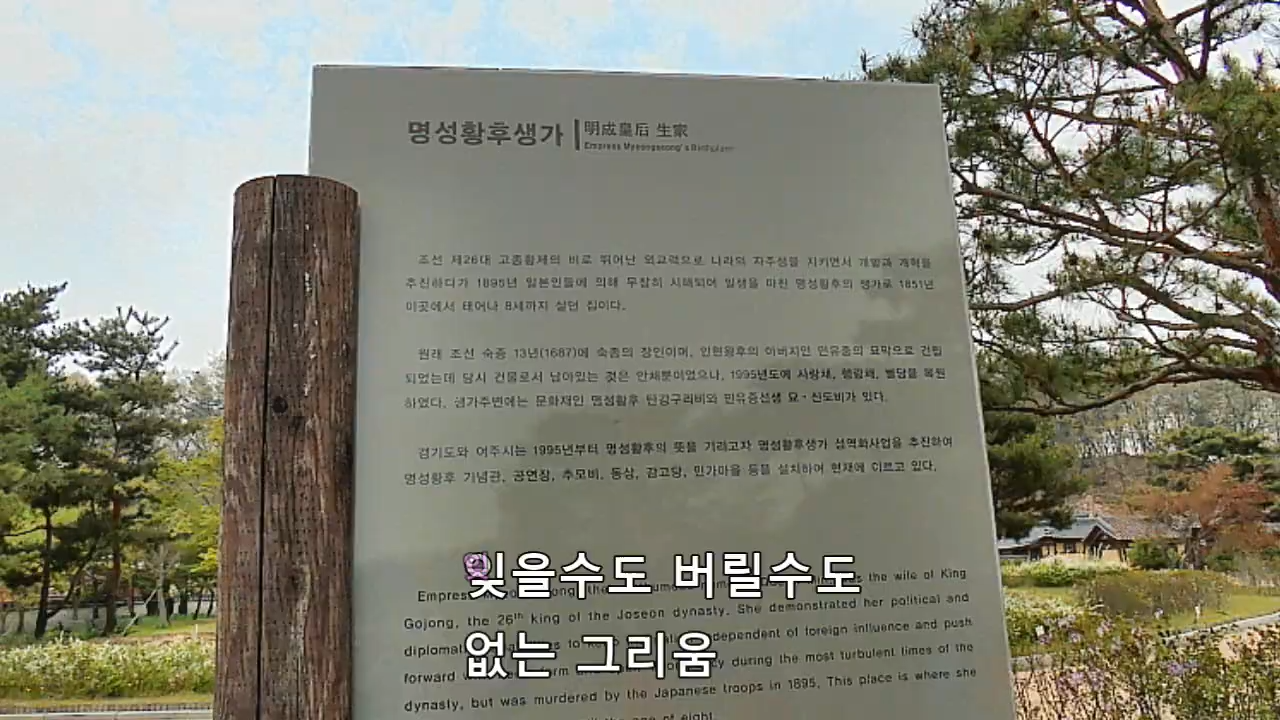 명성황후생가 明成皇后 生家
Empress Myeongseong's Birthplace
조선 제26대 고종황제의 비로 뛰어난 외교력으로 나라의 자주성을 지키면서 개방과 개혁을
추진하다가 1895년 일본인들에 의해 무참히 시해되어 일생을 마친 명성황후의 생가로 1851년
이곳에서 태어나 8세까지 살던 집이다.
원래 조선 숙종 13년(1687)에 숙종의 장인이며, 인현왕후의 아버지인 민유중의 묘막으로 건립
되었는데 당시 건물로서 남아있는 것은 안채뿐이었으나, 1995년도에 사랑채, 행랑채, 별당을 복원
하였다. 생가주변에는 문화재인 명성황후 탄강구리비와 민유중선생 묘·신도비가 있다.
경기도와 여주시는 1995년부터 명성황후의 뜻을 기리고자 명성황후생가 성역화사업을 추진하여
명성황후 기념관, 공연장, 추모비, 동상, 감고당, 민가마을 등을 설치하여 현재에 이르고 있다.
잊을수도 버릴수도
Empress the wife of King
Gojong, the 26th king of the Joseon dynasty. She demonstrated her political and
of foreign influence and push
없는 그리움
forward during the most turbulent times of the
dynasty, but was murdered by the Japanese troops in 1895. This place is where she
the age of eight.